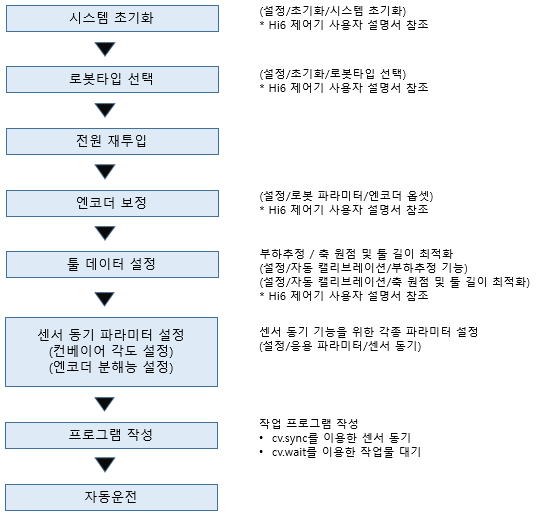 시스템 초기화
(설정/초기화/시스템 초기화)
* Hi6 제어기 사용자 설명서 참조
로봇타입 선택
(설정/초기화/로봇타입 선택)
* Hi6 제어기 사용자 설명서 참조
전원 재투입
엔코더 보정
(설정/로봇 파라미터/엔코더 옵셋)
* Hi6 제어기 사용자 설명서 참조
툴 데이터 설정
부하추정 / 축 원점 및 툴 길이 최적화
(설정/자동 캘리브레이션/부하추정 기능)
(설정/자동 캘리브레이션/축 원점 및 툴 길이 최적화)
* Hi6 제어기 사용자 설명서 참조
센서 동기 파라미터 설정
(컨베이어 각도 설정)
(엔코더 분해능 설정)
센서 동기 기능을 위한 각종 파라미터 설정
(설정/응용 파라미터/센서 동기)
프로그램 작성
작업 프로그램 작성
• cv.sync를 이용한 센서 동기
• cv.wait를 이용한 작업물 대기
자동운전